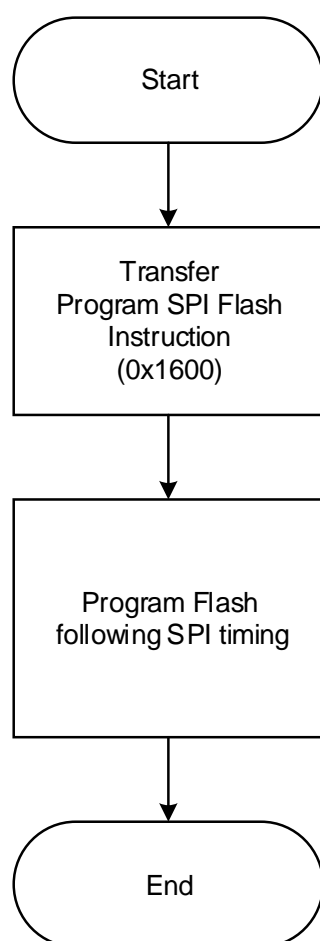 Start
Transfer
Program SPI Flash
Instruction
(0x1600)
Program Flash
following SPI timing
End